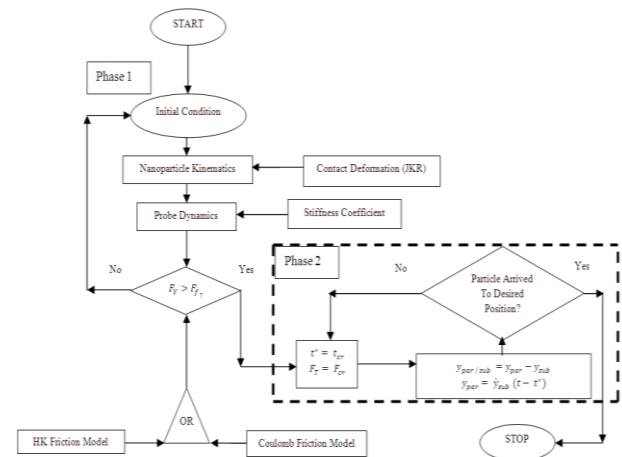 START
Phase 1
Initial Condition
Nanoparticle Kinematics
Contact Deformation (JKR)
Probe Dynamics
Stiffness Coefficient
No
Yes
F_Y > F_{f_T}
Phase 2
No
Yes
Particle Arrived
To Desired
Position?
t* = t_cr
F_T = F_cr
y_par/sub = y_par − y_sub
y_par = ẏ_sub (t − t*)
OR
HK Friction Model
Coulomb Friction Model
STOP